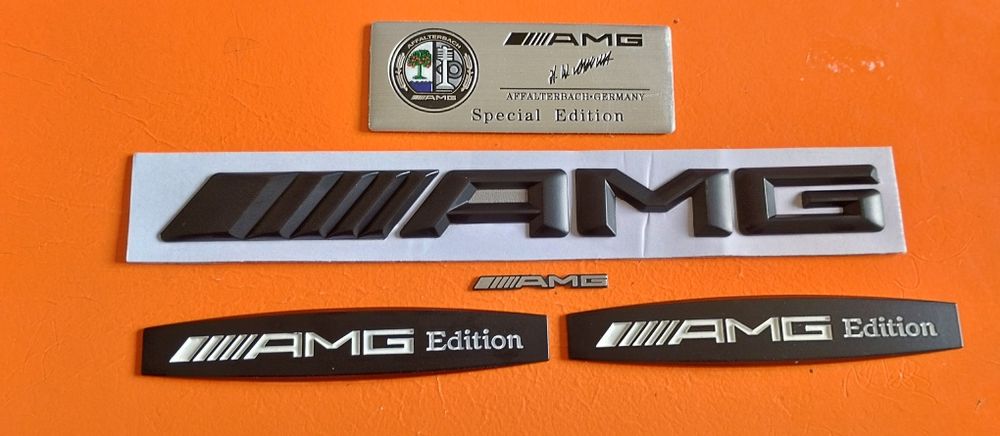 AFFALTERBACH
AMG
AMG
AFFALTERBACH•GERMANY
Special Edition
AMG
AMG
AMG Edition
AMG Edition